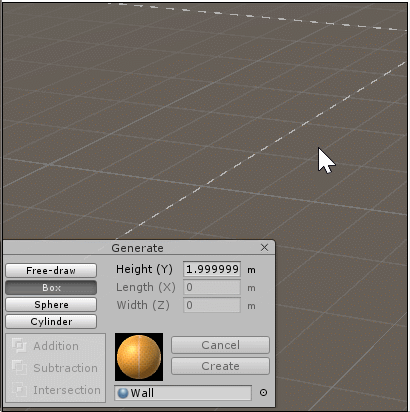 Generate
Free-draw
Box
Sphere
Cylinder
Addition
Subtraction
Intersection
Height (Y) 1.999999 m
Length (X) 0 m
Width (Z) 0 m
Cancel
Create
Wall